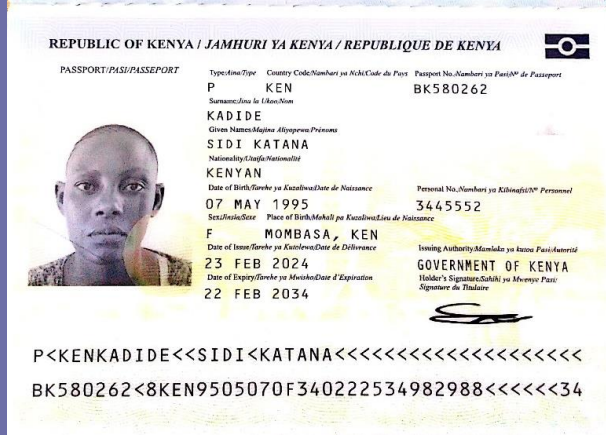 REPUBLIC OF KENYA / JAMHURI YA KENYA / REPUBLIQUE DE KENYA
PASSPORT/PASI/PASSEPORT
Type/Aina/Type Country Code/Nambari ya Nchi/Code du Pays Passport No./Nambari ya Pasi/Nº de Passeport
P KEN BK580262
Surname/Jina la Ukoo/Nom
KADIDE
Given Names/Majina Aliyopewa/Prénoms
SIDI KATANA
Nationality/Utaifa/Nationalité
KENYAN
Date of Birth/Tarehe ya Kuzaliwa/Date de Naissance Personal No./Nambari ya Kibinafsi/Nº Personnel
07 MAY 1995 3445552
Sex/Jinsia/Sexe Place of Birth/Mahali pa Kuzaliwa/Lieu de Naissance
F MOMBASA, KEN
Date of Issue/Tarehe ya Kutolewa/Date de Délivrance Issuing Authority/Mamlaka ya kutoa Pasi/Autorité
23 FEB 2024 GOVERNMENT OF KENYA
Date of Expiry/Tarehe ya Mwisho/Date d'Expiration Holder's Signature/Sahihi ya Mwenye Pasi/
Signature du Titulaire
22 FEB 2034
P<KENKADIDE<<SIDI<KATANA<<<<<<<<<<<<<<<<<<<<
BK580262<8KEN9505070F340222534982988<<<<<<34